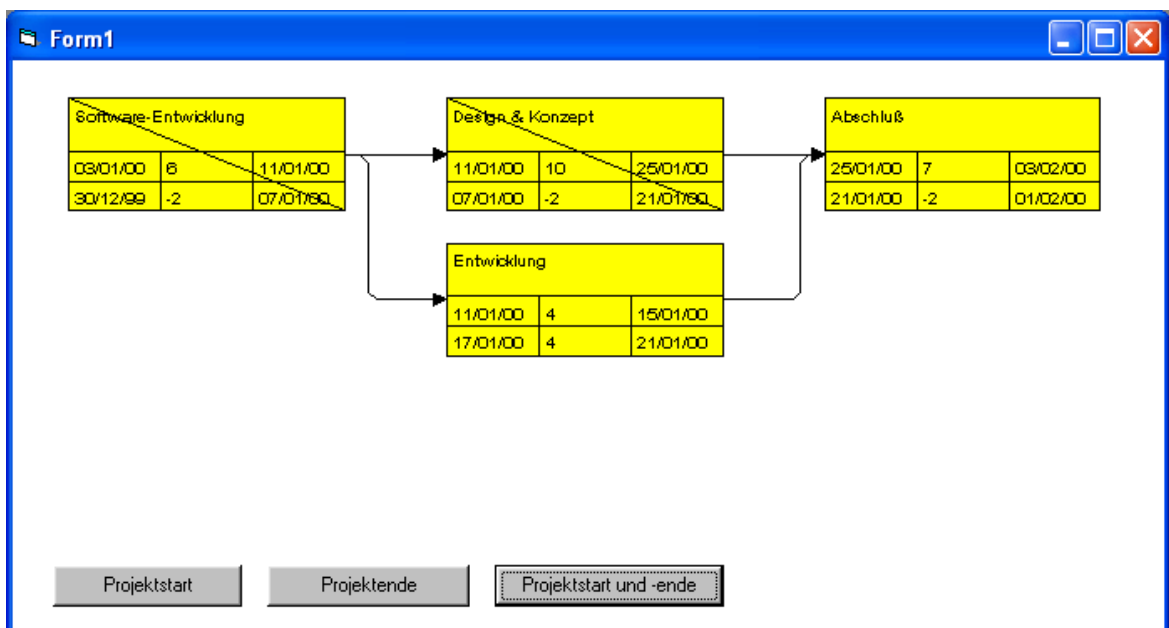 Form1
Software-Entwicklung
03/01/00 6 11/01/00
30/12/99 -2 07/01/00
Design & Konzept
11/01/00 10 25/01/00
07/01/00 -2 21/01/00
Abschluß
25/01/00 7 03/02/00
21/01/00 -2 01/02/00
Entwicklung
11/01/00 4 15/01/00
17/01/00 4 21/01/00
Projektstart
Projektende
Projektstart und -ende